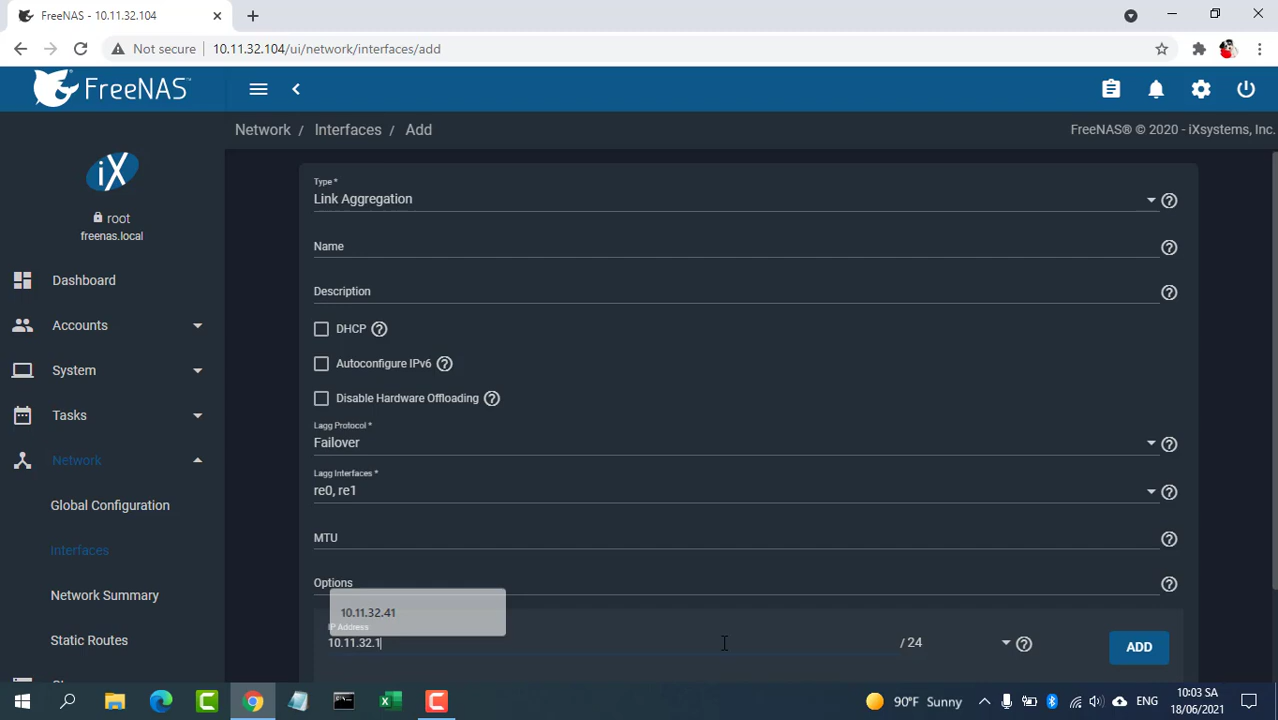 FreeNAS - 10.11.32.104
Not secure
10.11.32.104/ui/network/interfaces/add
FreeNAS™
Network / Interfaces / Add
FreeNAS® © 2020 - iXsystems, Inc.
iX
root
freenas.local
Dashboard
Accounts
System
Tasks
Network
Global Configuration
Interfaces
Network Summary
Static Routes
Type *
Link Aggregation
Name
Description
DHCP
Autoconfigure IPv6
Disable Hardware Offloading
Lagg Protocol *
Failover
Lagg Interfaces *
re0, re1
MTU
Options
10.11.32.41
IP Address
10.11.32.1
/ 24
ADD
90°F Sunny
ENG
10:03 SA
18/06/2021